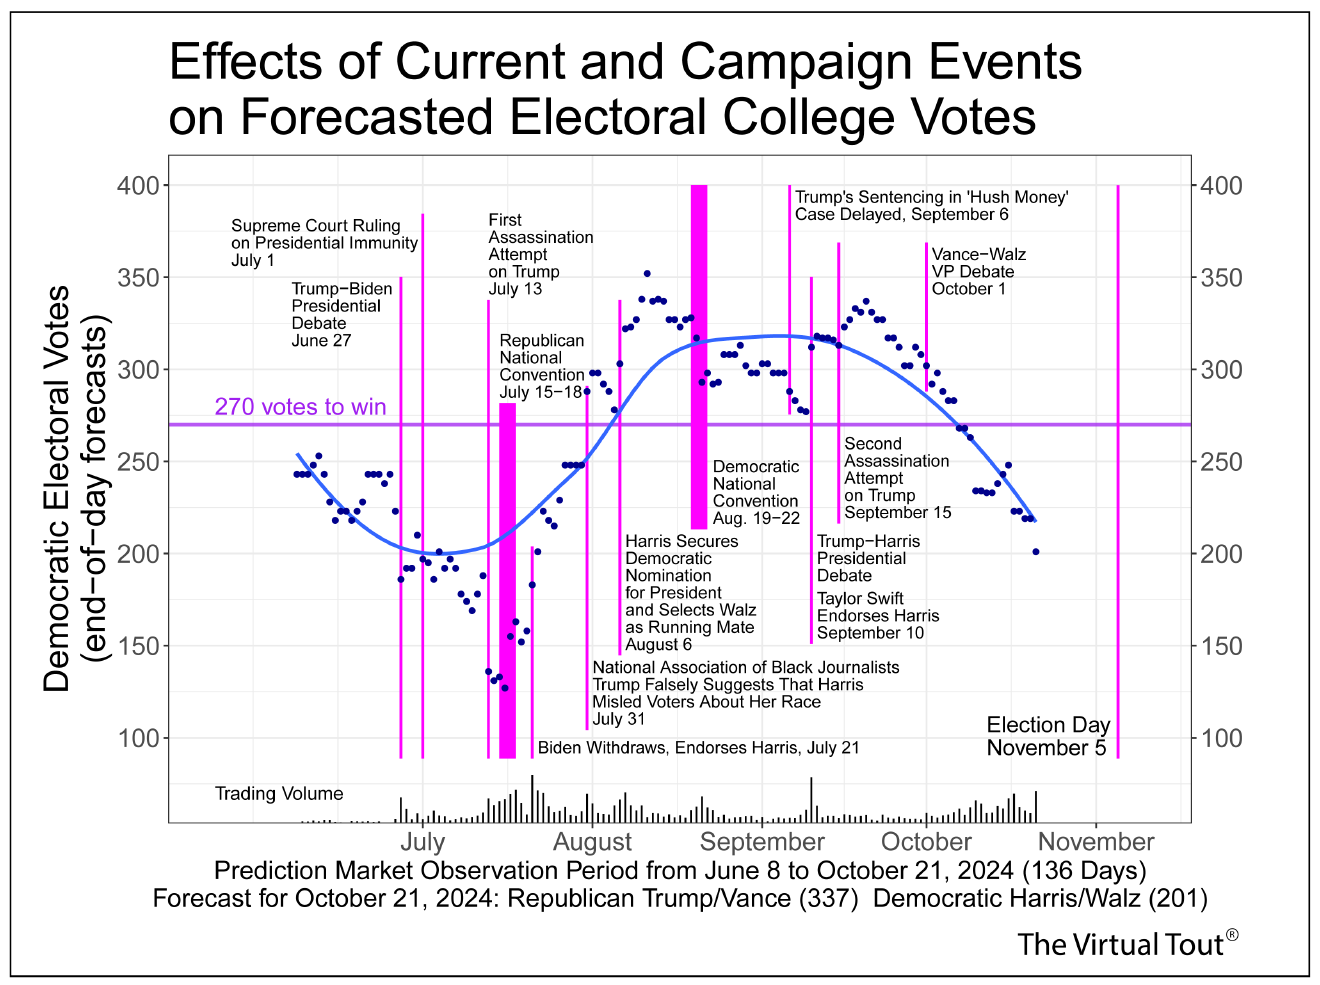 Effects of Current and Campaign Events
on Forecasted Electoral College Votes
Democratic Electoral Votes
(end−of−day forecasts)
400
350
300
250
200
150
100
400
350
300
250
200
150
100
Supreme Court Ruling
on Presidential Immunity
July 1
Trump−Biden
Presidential
Debate
June 27
First
Assassination
Attempt
on Trump
July 13
Republican
National
Convention
July 15−18
270 votes to win
Trump's Sentencing in 'Hush Money'
Case Delayed, September 6
Vance−Walz
VP Debate
October 1
Democratic
National
Convention
Aug. 19−22
Second
Assassination
Attempt
on Trump
September 15
Harris Secures
Democratic
Nomination
for President
and Selects Walz
as Running Mate
August 6
Trump−Harris
Presidential
Debate
Taylor Swift
Endorses Harris
September 10
National Association of Black Journalists
Trump Falsely Suggests That Harris
Misled Voters About Her Race
July 31
Biden Withdraws, Endorses Harris, July 21
Election Day
November 5
Trading Volume
July
August
September
October
November
Prediction Market Observation Period from June 8 to October 21, 2024 (136 Days)
Forecast for October 21, 2024: Republican Trump/Vance (337)  Democratic Harris/Walz (201)
The Virtual Tout®